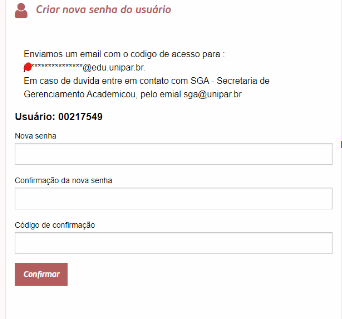 Criar nova senha do usuário
Enviamos um email com o codigo de acesso para :
***************@edu.unipar.br.
Em caso de duvida entre em contato com SGA - Secretaria de
Gerenciamento Academicou, pelo emial sga@unipar.br
Usuário: 00217549
Nova senha
Confirmação da nova senha
Código de confirmação
Confirmar